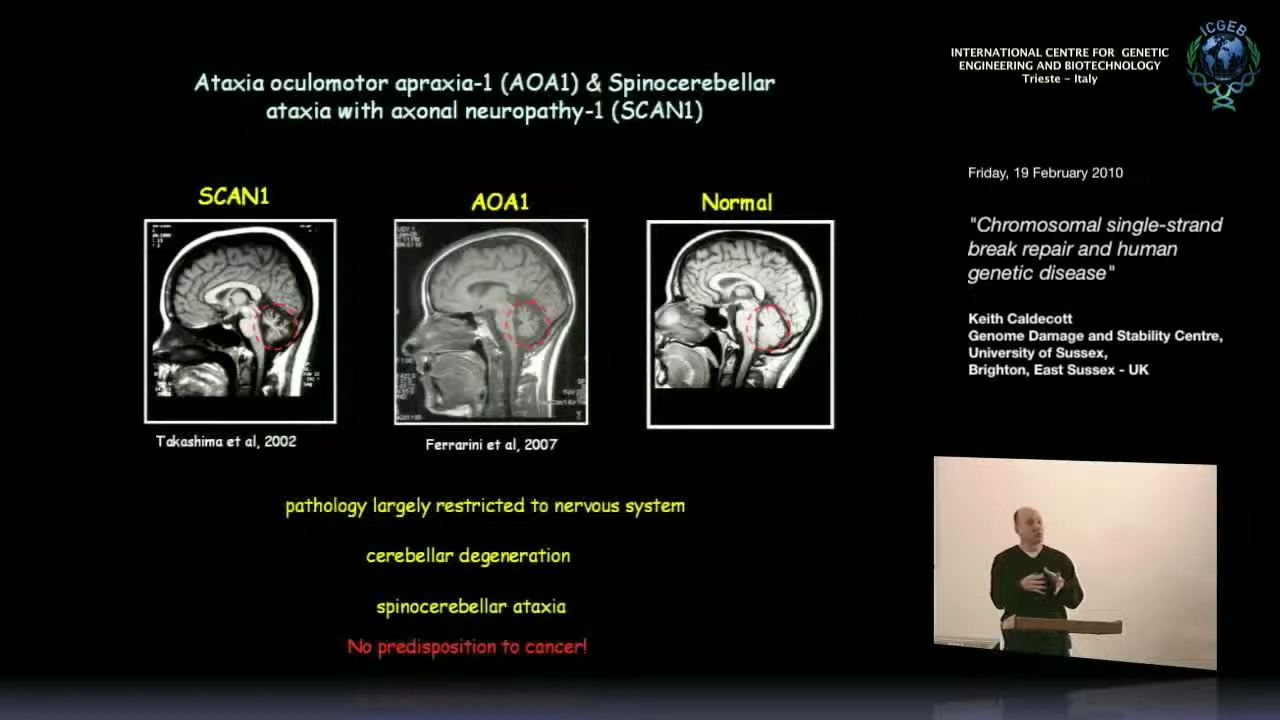 Ataxia oculomotor apraxia-1 (AOA1) & Spinocerebellar
ataxia with axonal neuropathy-1 (SCAN1)
SCAN1
AOA1
Normal
Takashima et al, 2002
Ferrarini et al, 2007
pathology largely restricted to nervous system
cerebellar degeneration
spinocerebellar ataxia
No predisposition to cancer!
INTERNATIONAL CENTRE FOR GENETIC
ENGINEERING AND BIOTECHNOLOGY
Trieste - Italy
ICGEB
Friday, 19 February 2010
"Chromosomal single-strand
break repair and human
genetic disease"
Keith Caldecott
Genome Damage and Stability Centre,
University of Sussex,
Brighton, East Sussex - UK